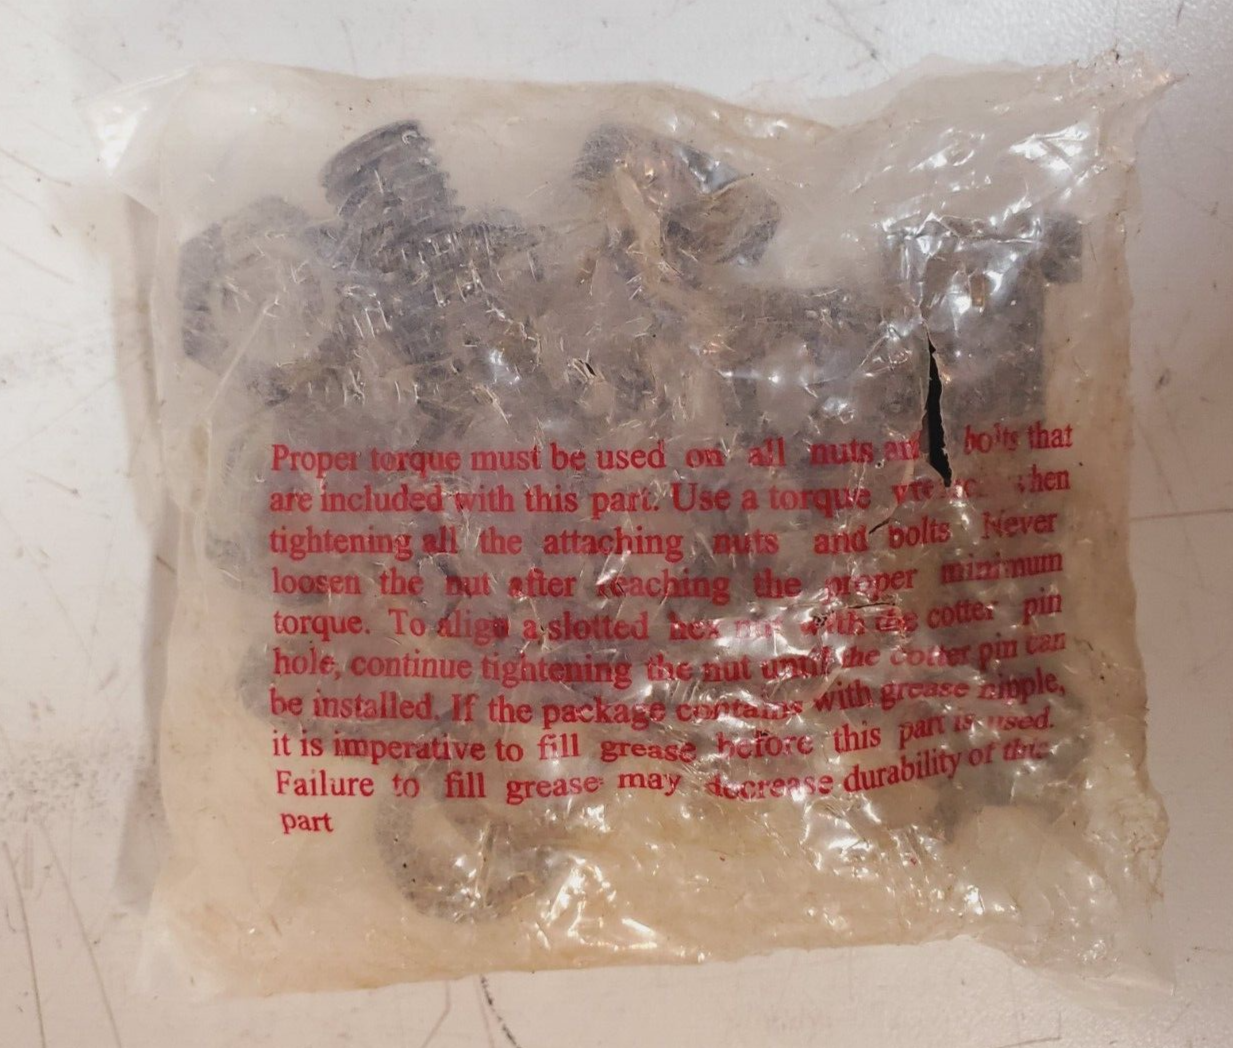 Proper torque must be used on all nuts and bolts that
are included with this part. Use a torque wrench when
tightening all the attaching nuts and bolts Never
loosen the nut after reaching the proper minimum
torque. To align a slotted hex nut with the cotter pin
hole, continue tightening the nut until the cotter pin can
be installed. If the package contains with grease nipple,
it is imperative to fill grease before this part is used.
Failure to fill grease may decrease durability of this
part